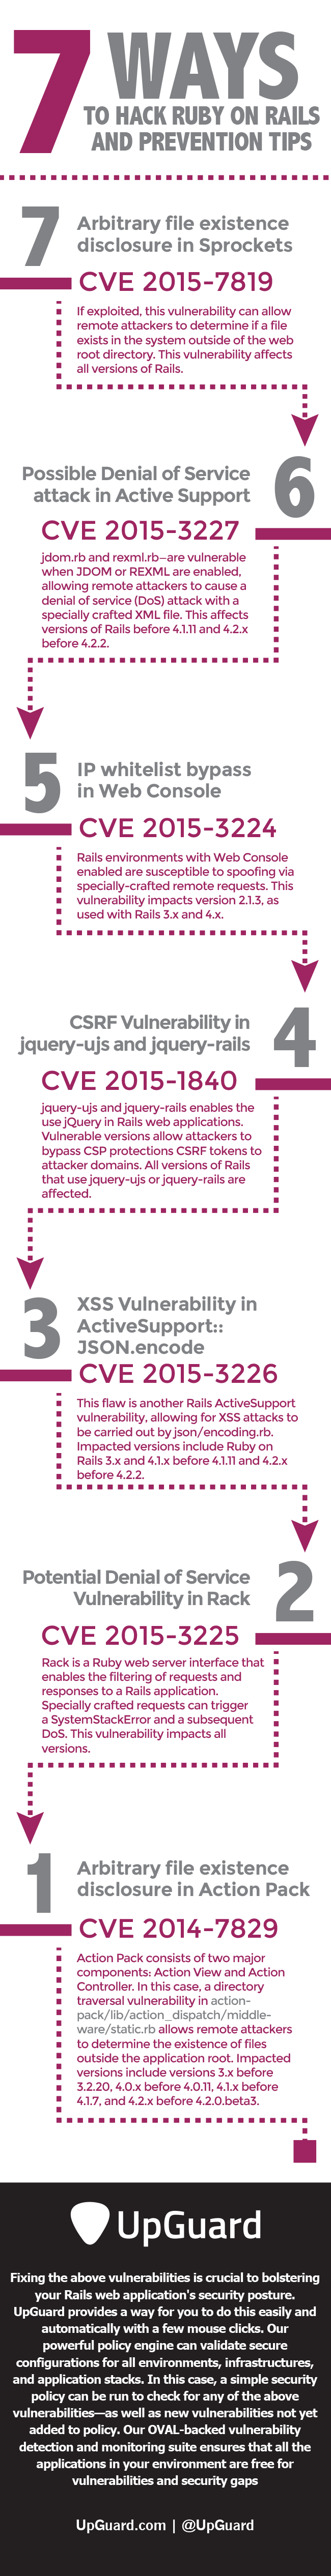 7 WAYS
TO HACK RUBY ON RAILS
AND PREVENTION TIPS
7
Arbitrary file existence
disclosure in Sprockets
CVE 2015-7819
If exploited, this vulnerability can allow
remote attackers to determine if a file
exists in the system outside of the web
root directory. This vulnerability affects
all versions of Rails.
6
Possible Denial of Service
attack in Active Support
CVE 2015-3227
jdom.rb and rexml.rb—are vulnerable
when JDOM or REXML are enabled,
allowing remote attackers to cause a
denial of service (DoS) attack with a
specially crafted XML file. This affects
versions of Rails before 4.1.11 and 4.2.x
before 4.2.2.
5
IP whitelist bypass
in Web Console
CVE 2015-3224
Rails environments with Web Console
enabled are susceptible to spoofing via
specially-crafted remote requests. This
vulnerability impacts version 2.1.3, as
used with Rails 3.x and 4.x.
4
CSRF Vulnerability in
jquery-ujs and jquery-rails
CVE 2015-1840
jquery-ujs and jquery-rails enables the
use jQuery in Rails web applications.
Vulnerable versions allow attackers to
bypass CSP protections CSRF tokens to
attacker domains. All versions of Rails
that use jquery-ujs or jquery-rails are
affected.
3
XSS Vulnerability in
ActiveSupport::
JSON.encode
CVE 2015-3226
This flaw is another Rails ActiveSupport
vulnerability, allowing for XSS attacks to
be carried out by json/encoding.rb.
Impacted versions include Ruby on
Rails 3.x and 4.1.x before 4.1.11 and 4.2.x
before 4.2.2.
2
Potential Denial of Service
Vulnerability in Rack
CVE 2015-3225
Rack is a Ruby web server interface that
enables the filtering of requests and
responses to a Rails application.
Specially crafted requests can trigger
a SystemStackError and a subsequent
DoS. This vulnerability impacts all
versions.
1
Arbitrary file existence
disclosure in Action Pack
CVE 2014-7829
Action Pack consists of two major
components: Action View and Action
Controller. In this case, a directory
traversal vulnerability in action-
pack/lib/action_dispatch/middle-
ware/static.rb allows remote attackers
to determine the existence of files
outside the application root. Impacted
versions include versions 3.x before
3.2.20, 4.0.x before 4.0.11, 4.1.x before
4.1.7, and 4.2.x before 4.2.0.beta3.
UpGuard
Fixing the above vulnerabilities is crucial to bolstering
your Rails web application's security posture.
UpGuard provides a way for you to do this easily and
automatically with a few mouse clicks. Our
powerful policy engine can validate secure
configurations for all environments, infrastructures,
and application stacks. In this case, a simple security
policy can be run to check for any of the above
vulnerabilities—as well as new vulnerabilities not yet
added to policy. Our OVAL-backed vulnerability
detection and monitoring suite ensures that all the
applications in your environment are free for
vulnerabilities and security gaps
UpGuard.com | @UpGuard